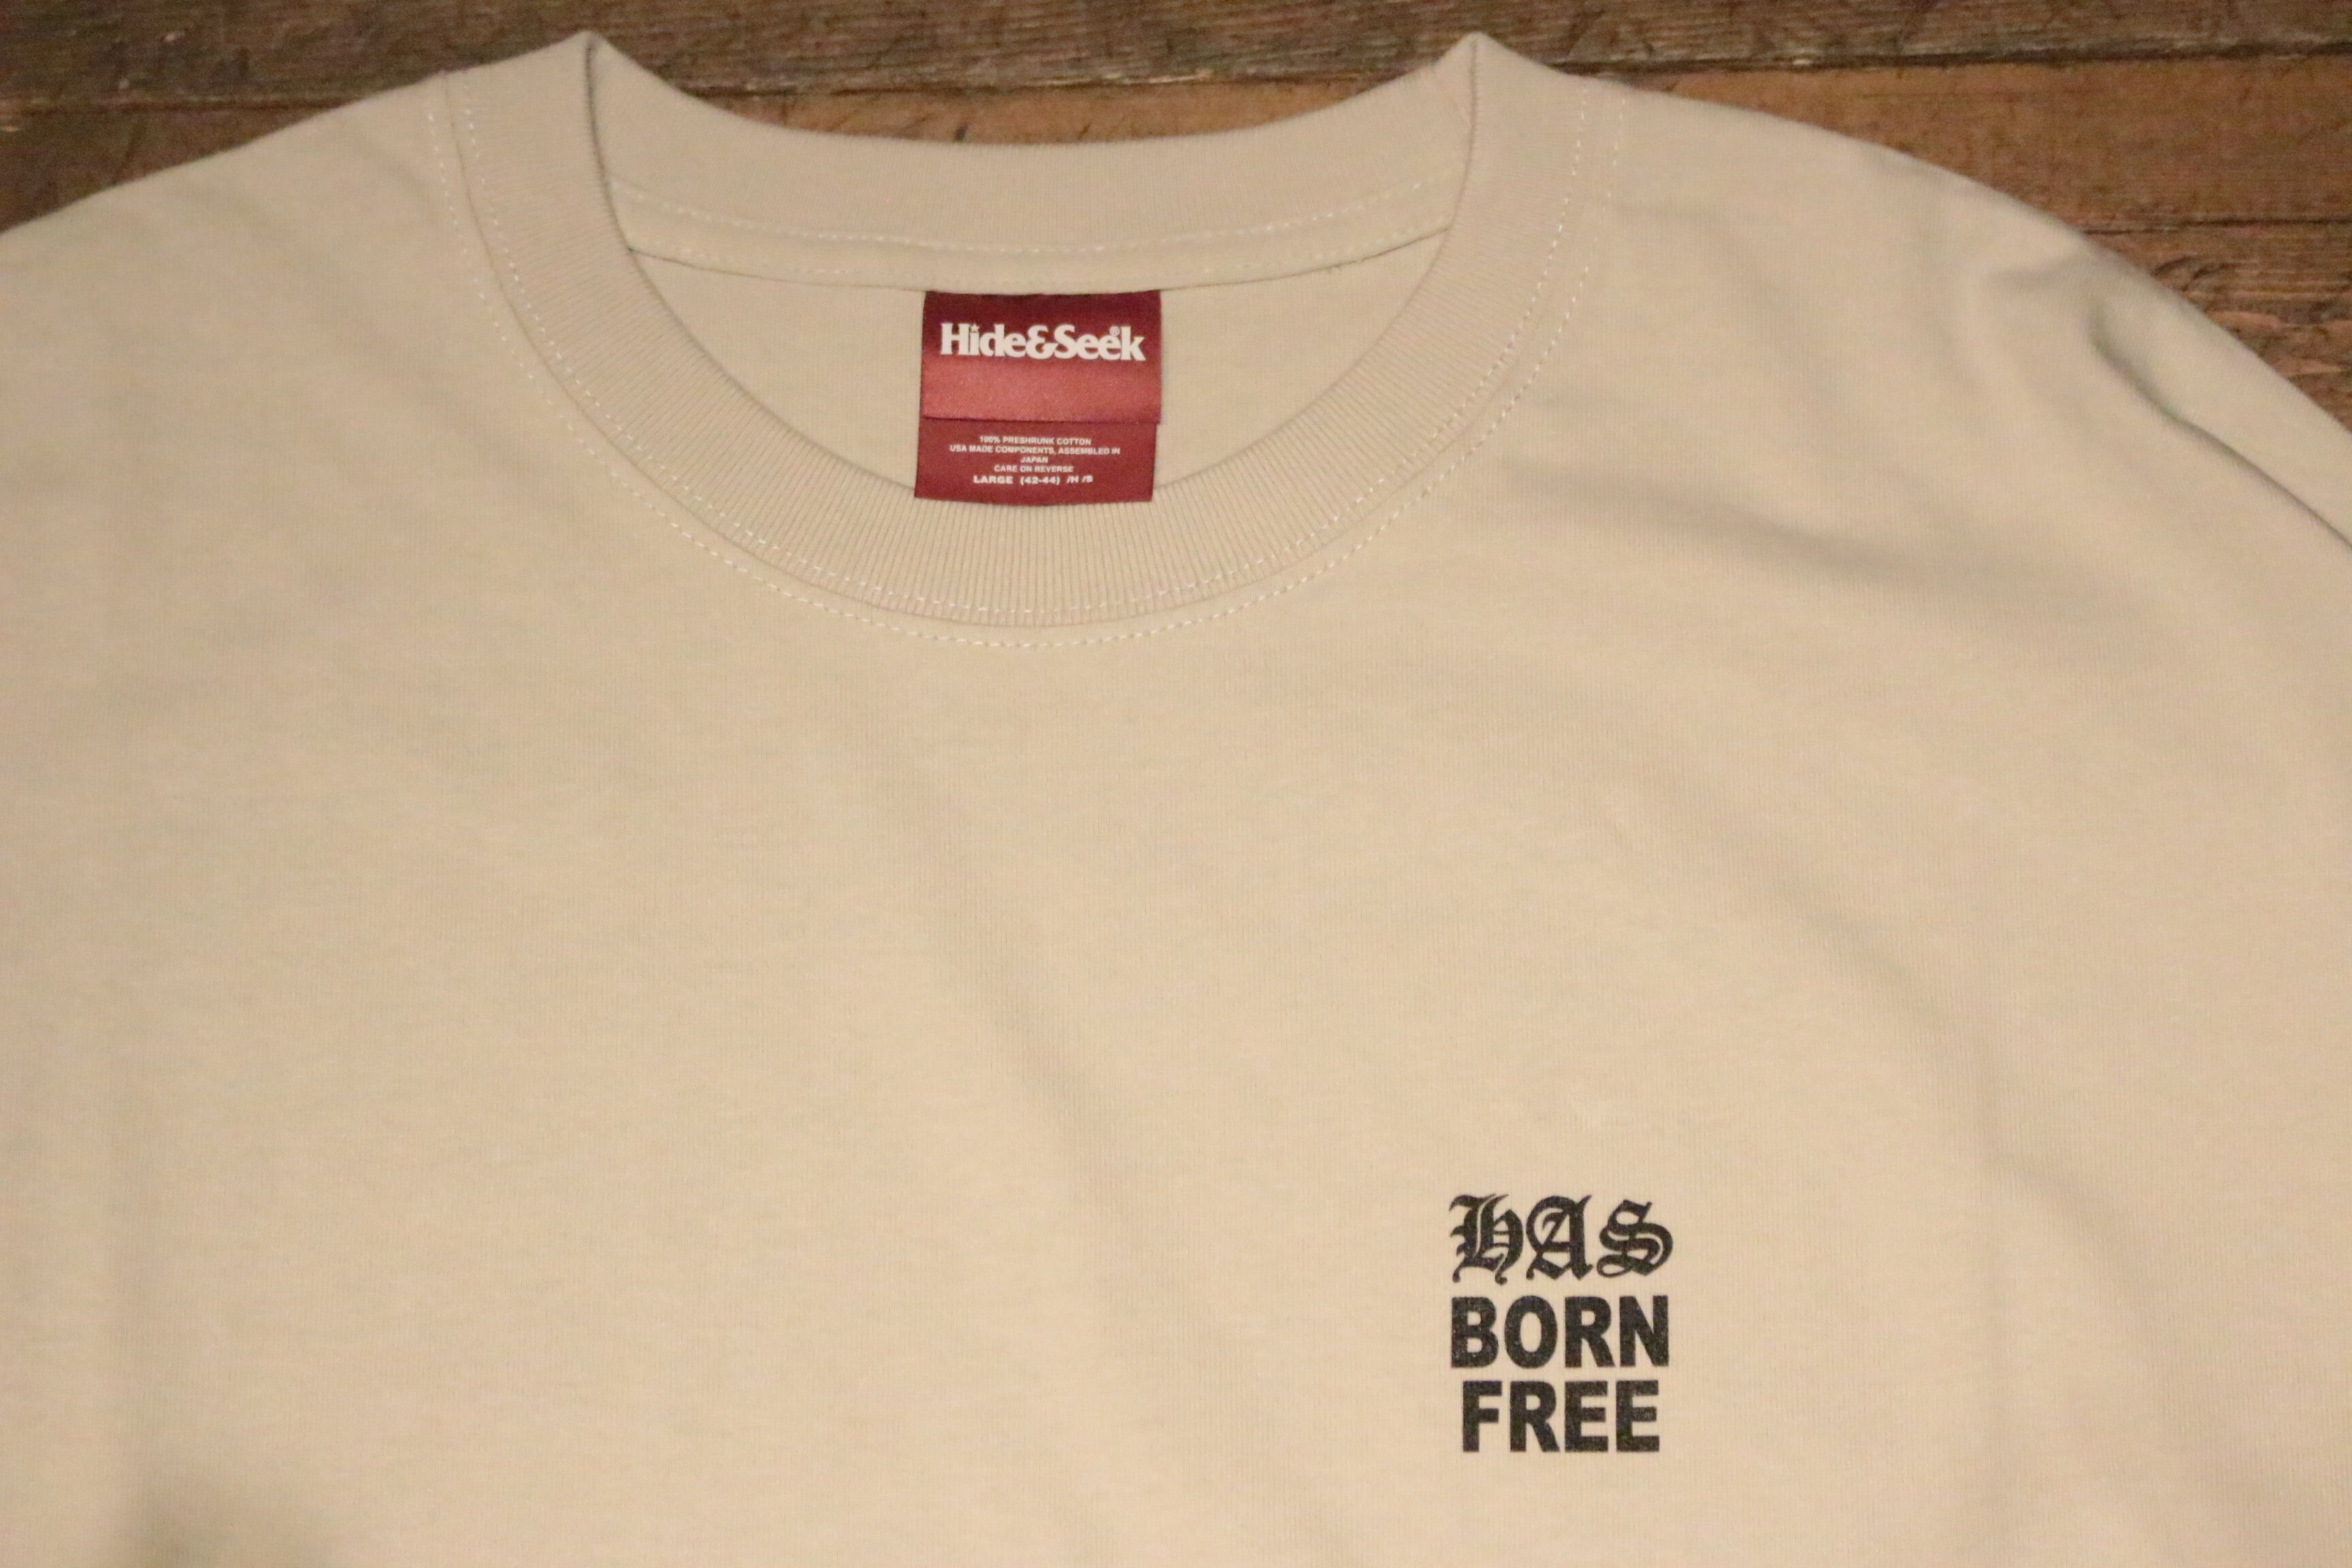 Hide&Seek
100% PRESHRUNK COTTON
USA MADE COMPONENTS, ASSEMBLED IN
JAPAN
CARE ON REVERSE
LARGE (42-44) /H /S
HAS
BORN
FREE